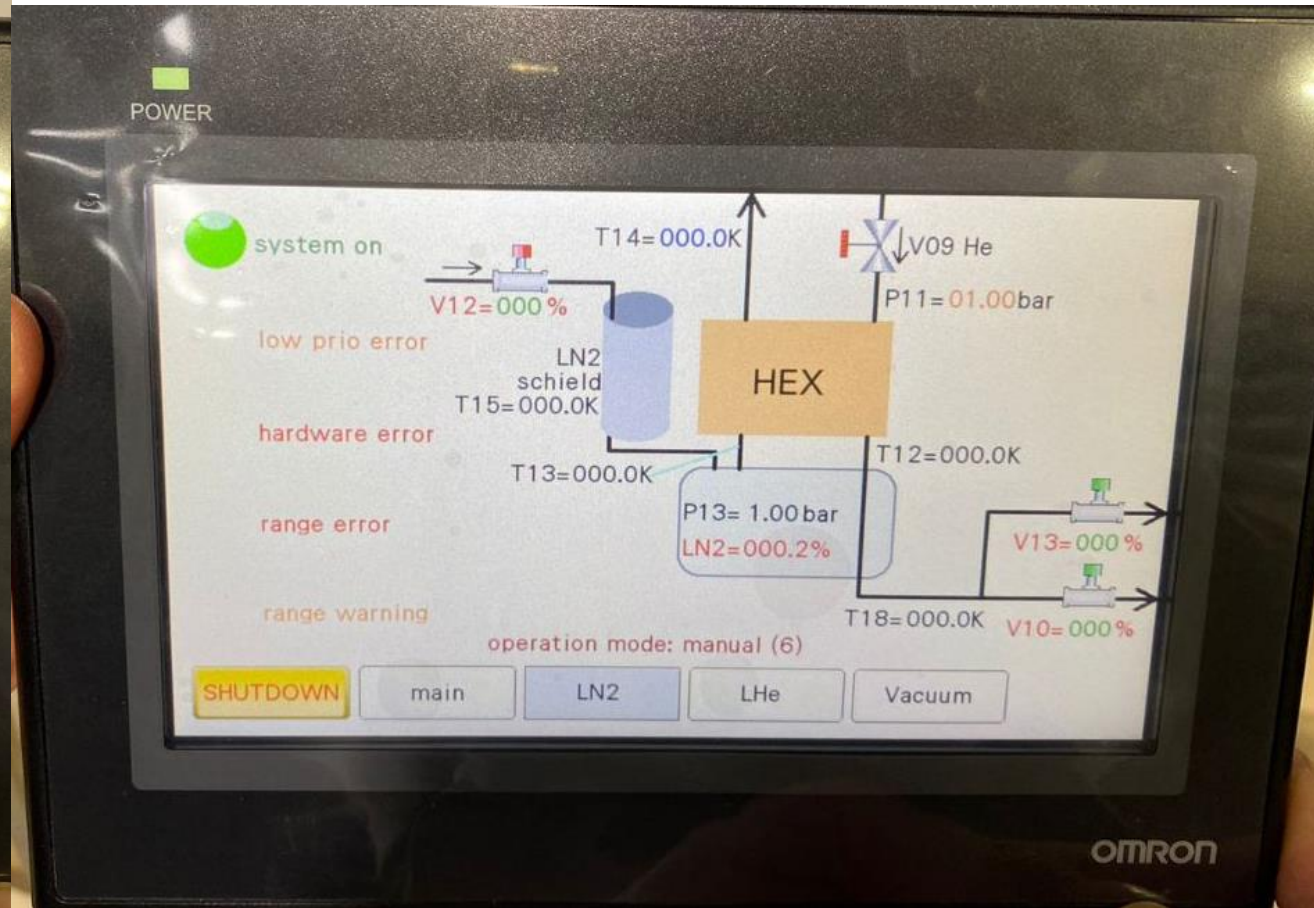 POWER
system on
T14=000.0K
V09 He
V12=000%
P11=01.00bar
low prio error
LN2
schield
T15=000.0K
HEX
hardware error
T13=000.0K
T12=000.0K
range error
P13= 1.00 bar
LN2=000.2%
V13=000%
range warning
T18=000.0K
V10=000%
operation mode: manual (6)
SHUTDOWN
main
LN2
LHe
Vacuum
OMRON